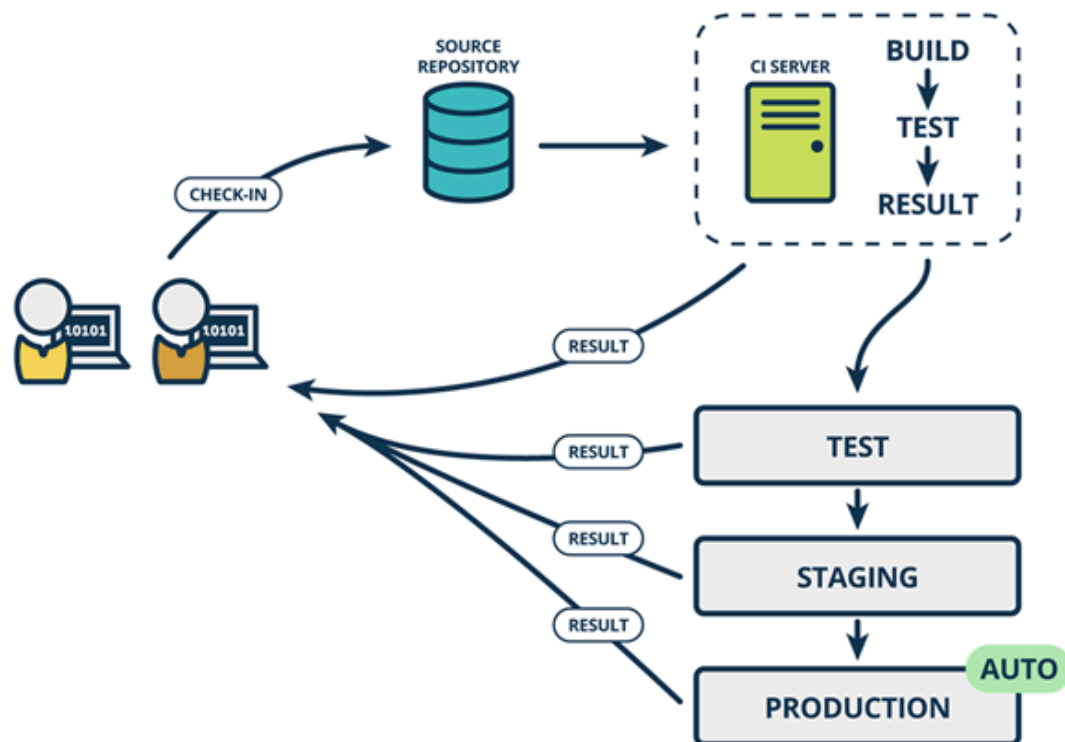 SOURCE
REPOSITORY
CI SERVER
BUILD
TEST
RESULT
CHECK-IN
10101
10101
RESULT
RESULT
TEST
RESULT
STAGING
RESULT
AUTO
PRODUCTION